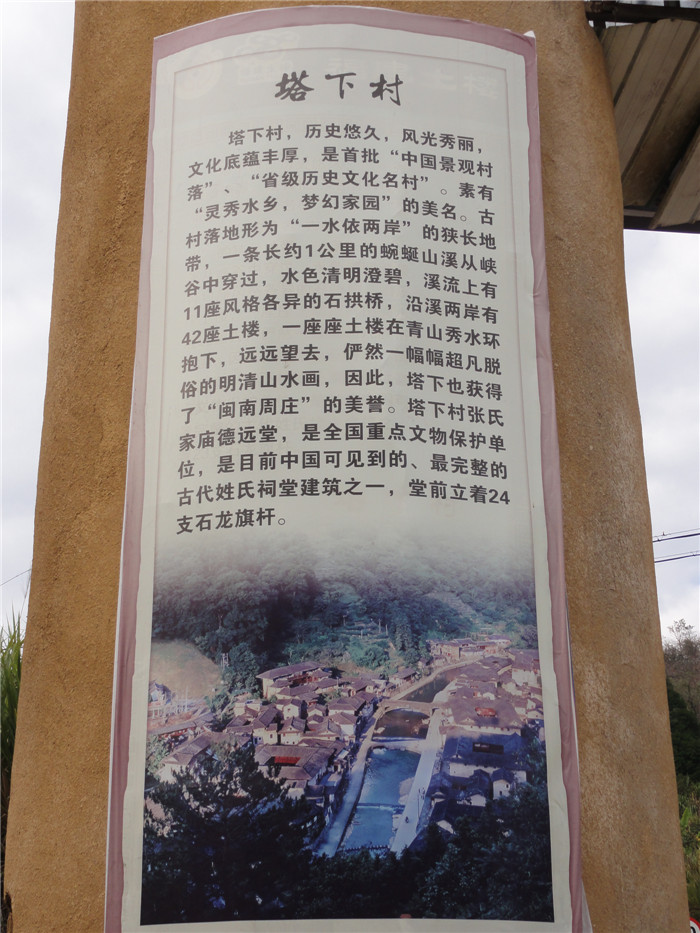 塔下村
塔下村，历史悠久，风光秀丽，
文化底蕴丰厚，是首批“中国景观村
落”、“省级历史文化名村”。素有
“灵秀水乡，梦幻家园”的美名。古
村落地形为“一水依两岸”的狭长地
带，一条长约1公里的蜿蜒山溪从峡
谷中穿过，水色清明澄碧，溪流上有
11座风格各异的石拱桥，沿溪两岸有
42座土楼，一座座土楼在青山秀水环
抱下，远远望去，俨然一幅幅超凡脱
俗的明清山水画，因此，塔下也获得
了“闽南周庄”的美誉。塔下村张氏
家庙德远堂，是全国重点文物保护单
位，是目前中国可见到的、最完整的
古代姓氏祠堂建筑之一，堂前立着24
支石龙旗杆。